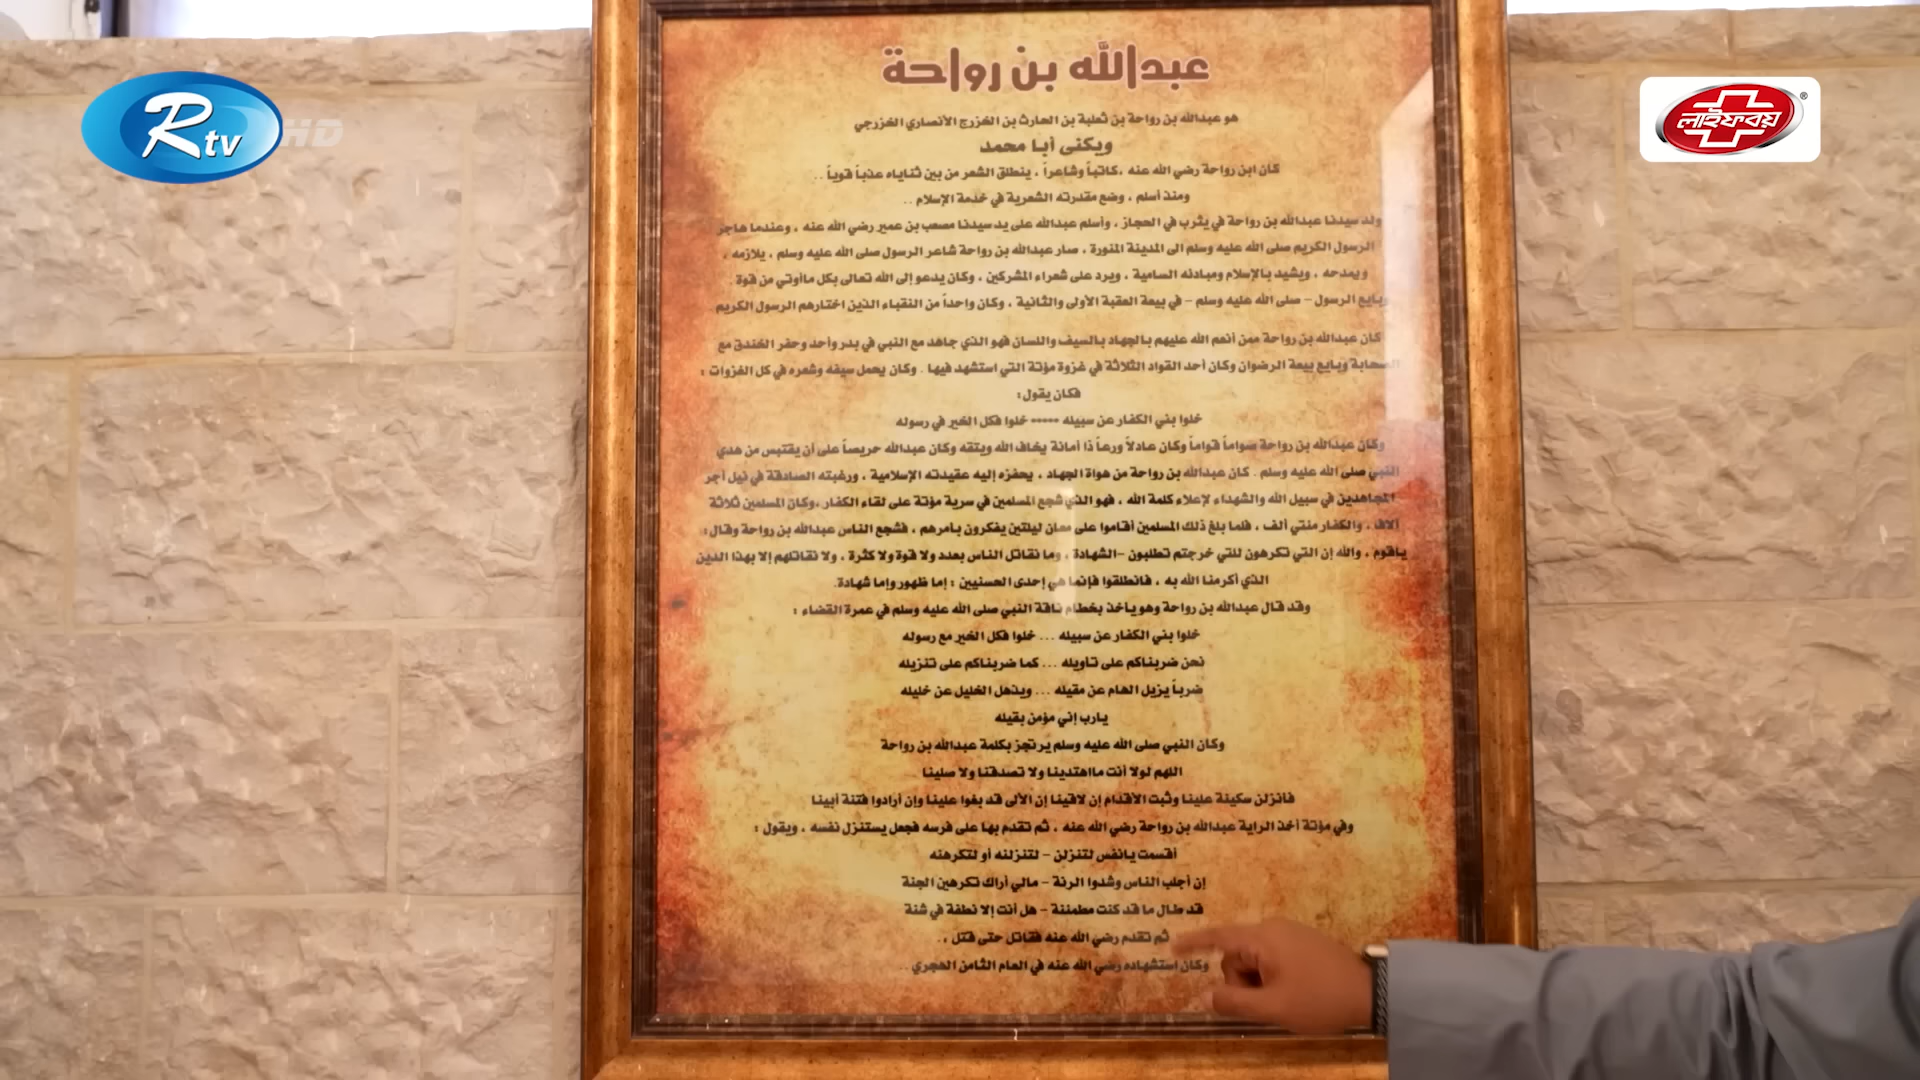 Rtv HD
লাইফবয়
®
عبدالله بن رواحة
هو عبدالله بن رواحة بن ثعلبة بن الحارث بن الخزرج الأنصاري الخزرجي
ويكنى أبا محمد
كان ابن رواحة رضي الله عنه ،كاتباً وشاعراً ، ينطلق الشعر من بين ثناياه عذباً قوياً ..
ومنذ أسلم ، وضع مقدرته الشعرية في خدمة الإسلام ..
ولد سيدنا عبدالله بن رواحة في يثرب في الحجاز ، وأسلم عبدالله على يد سيدنا مصعب بن عمير رضي الله عنه ، وعندما هاجر
الرسول الكريم صلى الله عليه وسلم الى المدينة المنورة ، صار عبدالله بن رواحة شاعر الرسول صلى الله عليه وسلم ، يلازمه ،
ويمدحه ، ويشيد بالإسلام ومبادئه السامية ، ويرد على شعراء المشركين ، وكان يدعو إلى الله تعالى بكل ماأوتي من قوة .
وبايع الرسول – صلى الله عليه وسلم – في بيعة العقبة الأولى والثانية ، وكان واحداً من النقباء الذين اختارهم الرسول الكريم
كان عبدالله بن رواحة ممن أنعم الله عليهم بالجهاد بالسيف واللسان فهو الذي جاهد مع النبي في بدر وأحد وحفر الخندق مع
الصحابة وبايع بيعة الرضوان وكان أحد القواد الثلاثة في غزوة مؤتة التي استشهد فيها . وكان يحمل سيفه وشعره في كل الغزوات :
فكان يقول:
خلوا بني الكفار عن سبيله ***** خلوا فكل الخير في رسوله
وكان عبدالله بن رواحة صواماً قواماً وكان عادلاً ورعاً ذا أمانة يخاف الله ويتقه وكان عبدالله حريصاً على أن يقتبس من هدي
النبي صلى الله عليه وسلم . كان عبدالله بن رواحة من هواة الجهاد ، يحفزه إليه عقيدته الإسلامية ، ورغبته الصادقة في نيل أجر
المجاهدين في سبيل الله والشهداء لإعلاء كلمة الله ، فهو الذي شجع المسلمين في سرية مؤتة على لقاء الكفار ،وكان المسلمين ثلاثة
آلاف ، والكفار مئتي ألف ، فلما بلغ ذلك المسلمين أقاموا على معان ليلتين يفكرون بأمرهم ، فشجع الناس عبدالله بن رواحة وقال :
ياقوم ، والله إن التي تكرهون للتي خرجتم تطلبون –الشهادة ، وما نقاتل الناس بعدد ولا قوة ولا كثرة ، ولا نقاتلهم إلا بهذا الدين
الذي أكرمنا الله به ، فانطلقوا فإنما هي إحدى الحسنيين : إما ظهور وإما شهادة.
وقد قال عبدالله بن رواحة وهو يأخذ بخطام ناقة النبي صلى الله عليه وسلم في عمرة القضاء :
خلوا بني الكفار عن سبيله ... خلوا فكل الخير مع رسوله
نحن ضربناكم على تأويله ... كما ضربناكم على تنزيله
ضرباً يزيل الهام عن مقيله ... ويذهل الخليل عن خليله
يارب إني مؤمن بقيله
وكان النبي صلى الله عليه وسلم يرتجز بكلمة عبدالله بن رواحة
اللهم لولا أنت مااهتدينا ولا تصدقنا ولا صلينا
فأنزلن سكينة علينا وثبت الأقدام إن لاقينا إن الألى قد بغوا علينا وإن أرادوا فتنة أبينا
وفي مؤتة أخذ الراية عبدالله بن رواحة رضي الله عنه ، ثم تقدم بها على فرسه فجعل يستنزل نفسه ، ويقول :
أقسمت يانفس لتنزلن – لتنزلنه أو لتكرهنه
إن أجلب الناس وشدوا الرنة – مالي أراك تكرهين الجنة
قد طال ما قد كنت مطمئنة – هل أنت إلا نطفة في شنة
ثم تقدم رضي الله عنه فقاتل حتى قتل ..
وكان استشهاده رضي الله عنه في العام الثامن الهجري ..